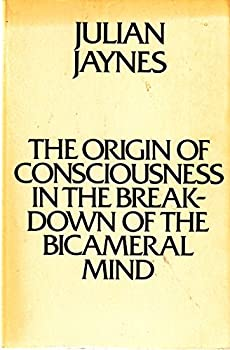 JULIAN
JAYNES
THE ORIGIN OF
CONSCIOUSNESS
IN THE BREAK-
DOWN OF THE
BICAMERAL
MIND